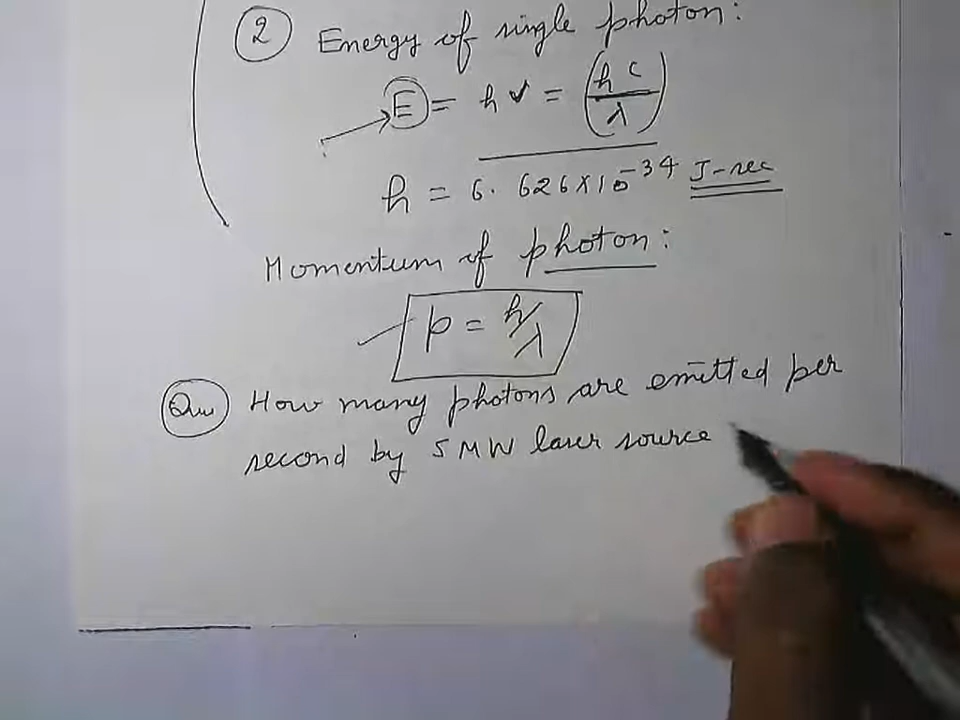 2 Energy of single photon:
E = hν = (hc/λ)
h = 6.626×10⁻³⁴ J-sec
Momentum of photon:
p = h/λ
Qus How many photons are emitted per
second by 5 MW laser source